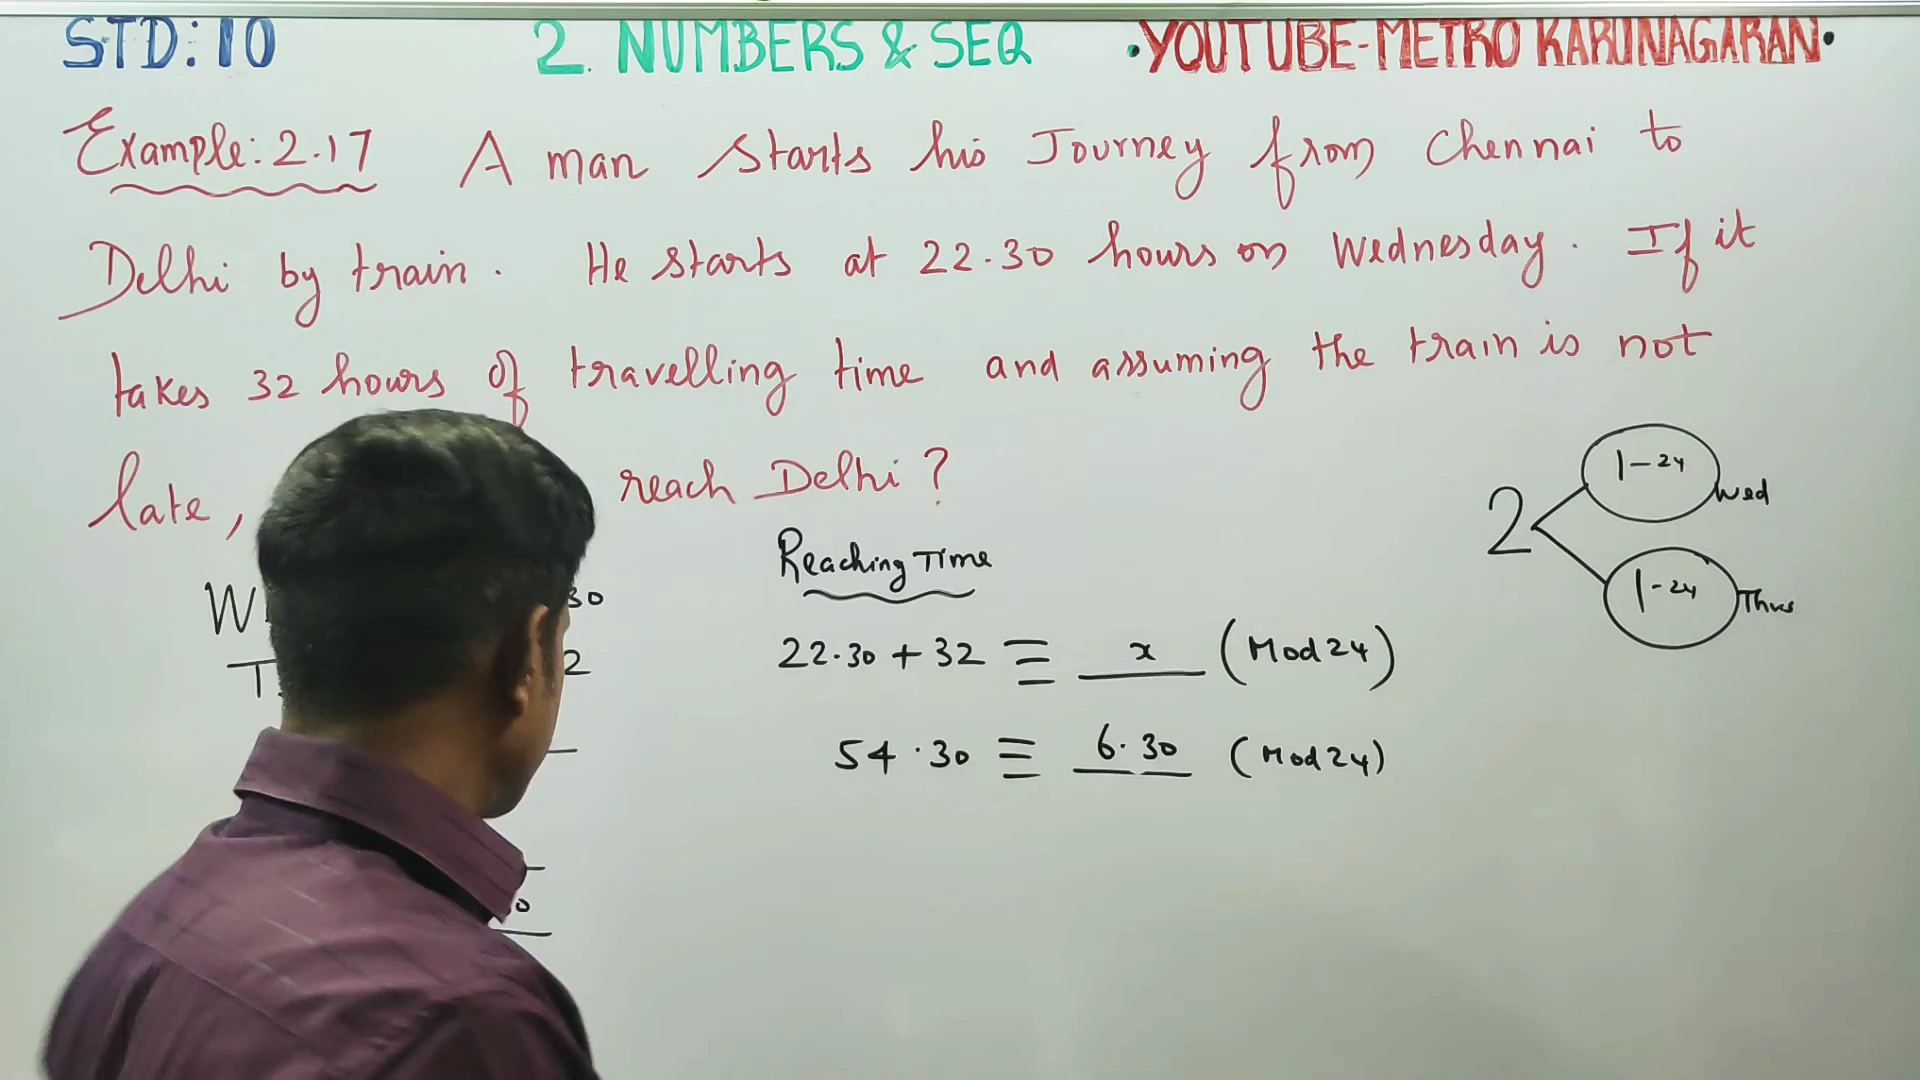 STD: 10 2. NUMBERS & SEQ •YOUTUBE-METRO KARUNAGARAN•
Example: 2.17 A man starts his Journey from Chennai to
Delhi by train. He starts at 22.30 hours on Wednesday. If it
takes 32 hours of travelling time and assuming the train is not
late, reach Delhi?
1-24
Wed
2
1-24
Thus
Reaching Time
22.30 + 32 ≡ x (Mod 24)
54.30 ≡ 6.30 (Mod 24)